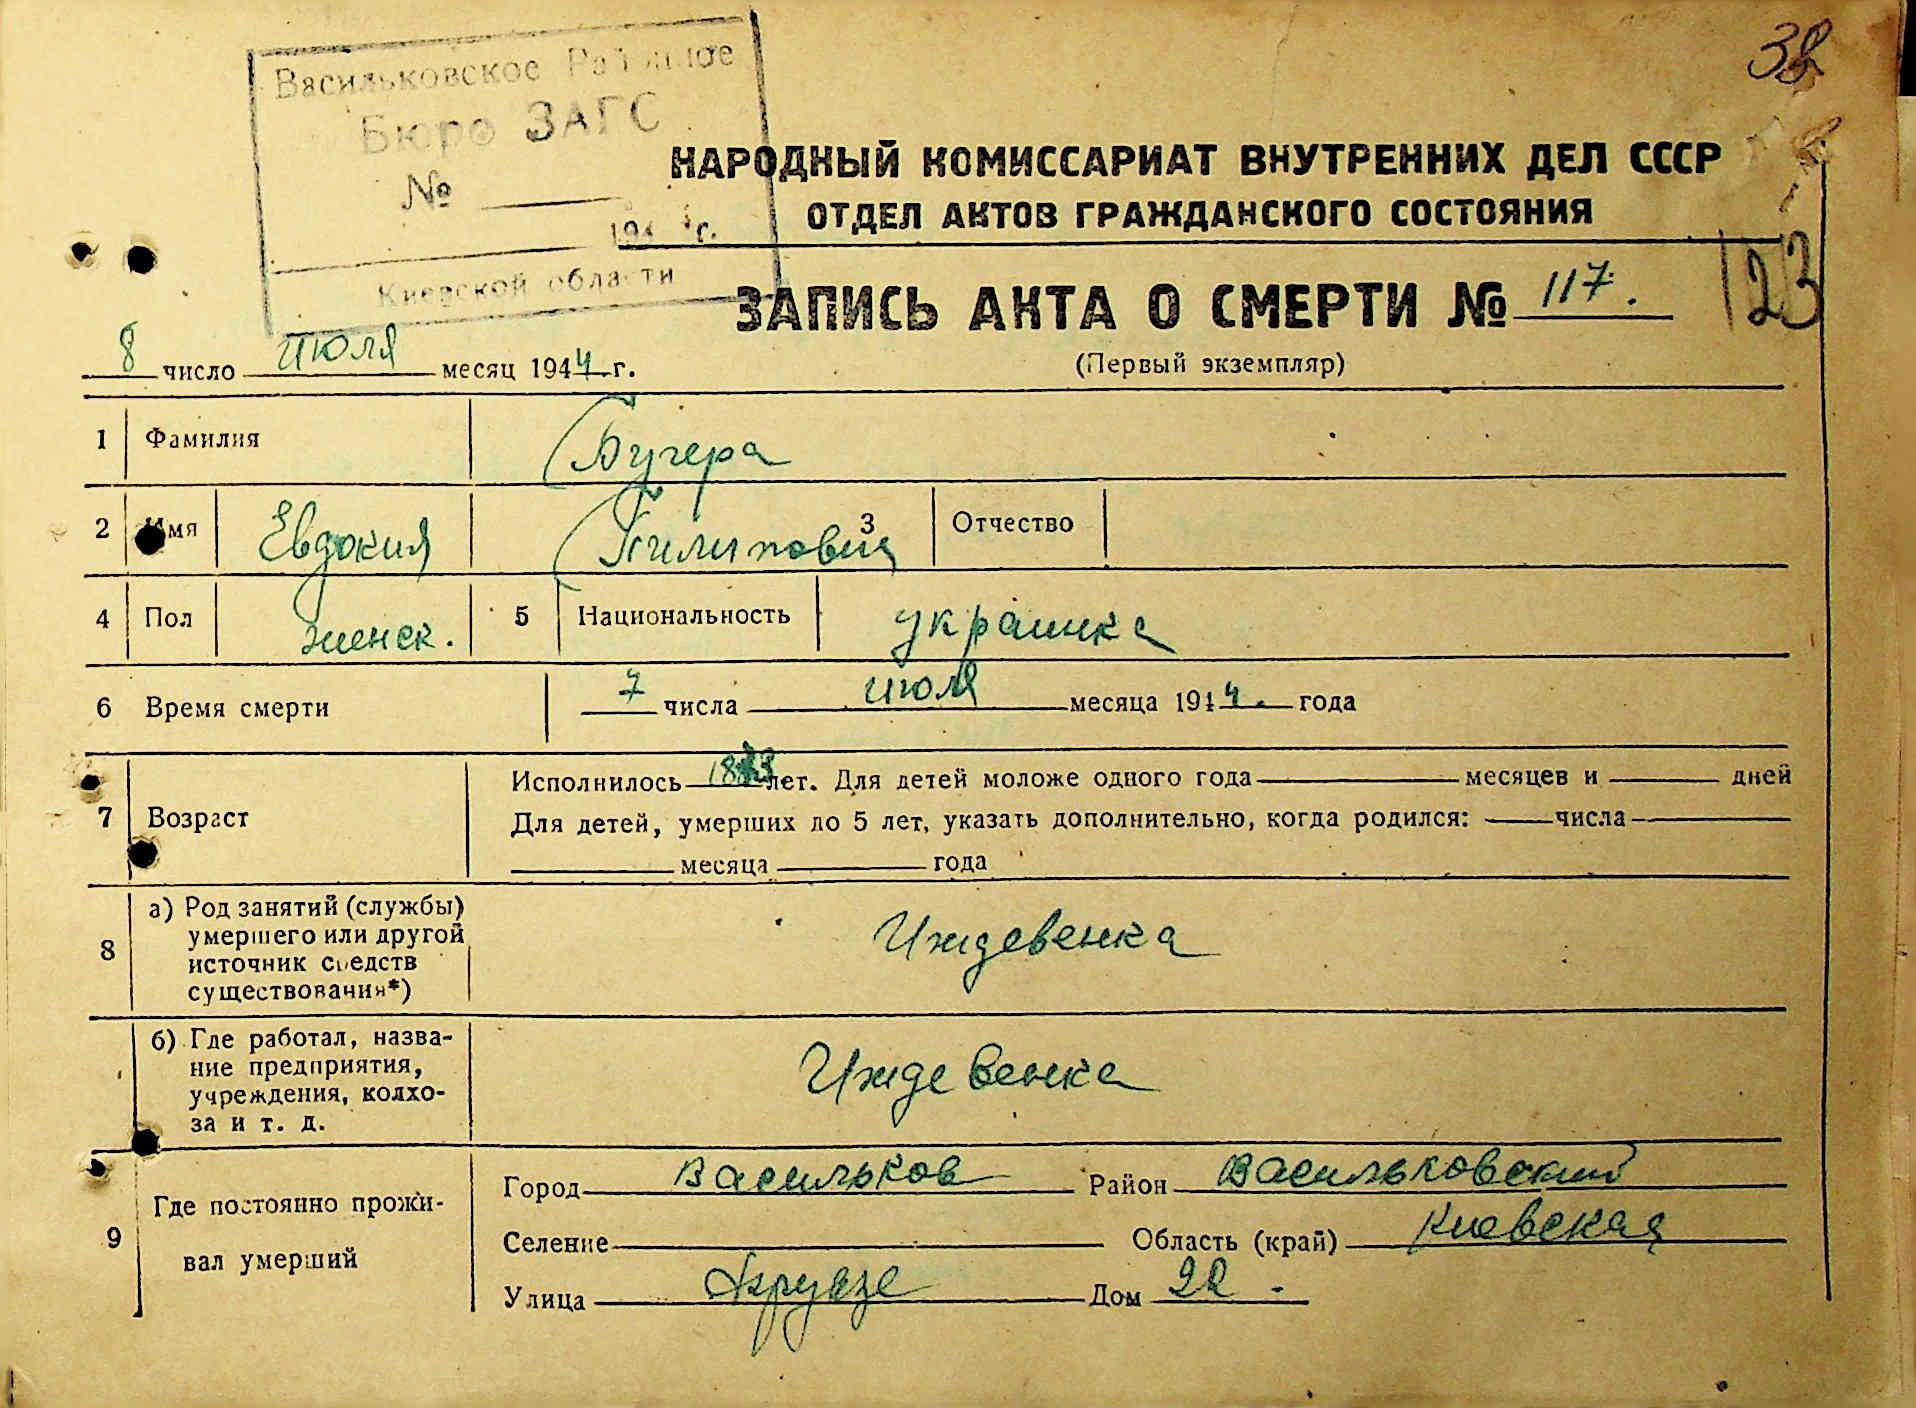 38
Васильковское Районное
Бюро ЗАГС
№
194 г.
Киевской области
НАРОДНЫЙ КОМИССАРИАТ ВНУТРЕННИХ ДЕЛ СССР
ОТДЕЛ АКТОВ ГРАЖДАНСКОГО СОСТОЯНИЯ
ЗАПИСЬ АКТА О СМЕРТИ № 117.
123
8 число июля месяц 1944 г.
(Первый экземпляр)
1 Фамилия Бучера
2 Имя Евдокия Пилиповна 3 Отчество
4 Пол женск. 5 Национальность украинка
6 Время смерти 7 числа июля месяца 1944. года
7 Возраст
Исполнилось лет. Для детей моложе одного года месяцев и дней
Для детей, умерших до 5 лет, указать дополнительно, когда родился: числа
месяца года
8 а) Род занятий (службы)
умершего или другой
источник средств
существования*)
Иждевенка
б) Где работал, назва-
ние предприятия,
учреждения, колхо-
за и т. д.
Иждевенка
9 Где постоянно прожи-
вал умерший
Город Васильков Район Васильковский
Селение Область (край) Киевская
Улица Дом 22.